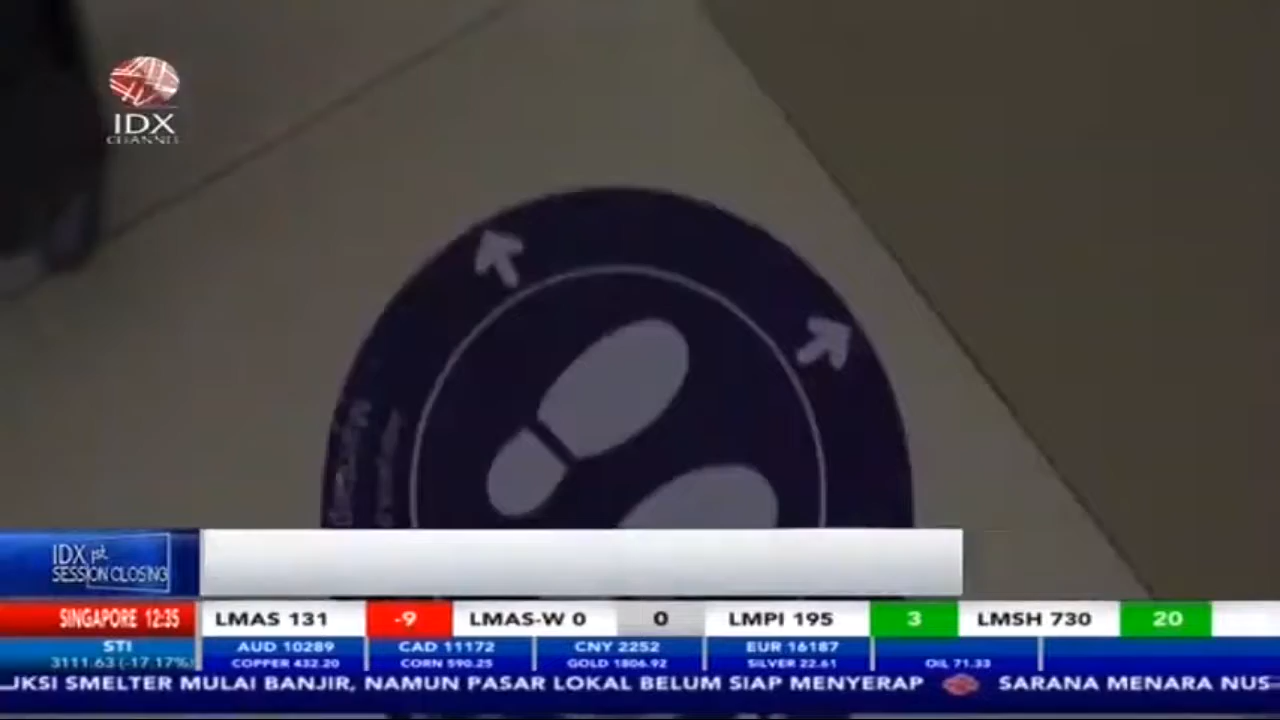 IDX
CHANNEL
IDX 1st
SESSION CLOSING
SINGAPORE 12:35
LMAS 131 -9 LMAS-W 0 0 LMPI 195 3 LMSH 730 20
STI
3111.63 (-17.17%)
AUD 10289 CAD 11172 CNY 2252 EUR 16187
COPPER 432.20 CORN 590.25 GOLD 1806.92 SILVER 22.61 OIL 71.33
UKSI SMELTER MULAI BANJIR, NAMUN PASAR LOKAL BELUM SIAP MENYERAP SARANA MENARA NUS